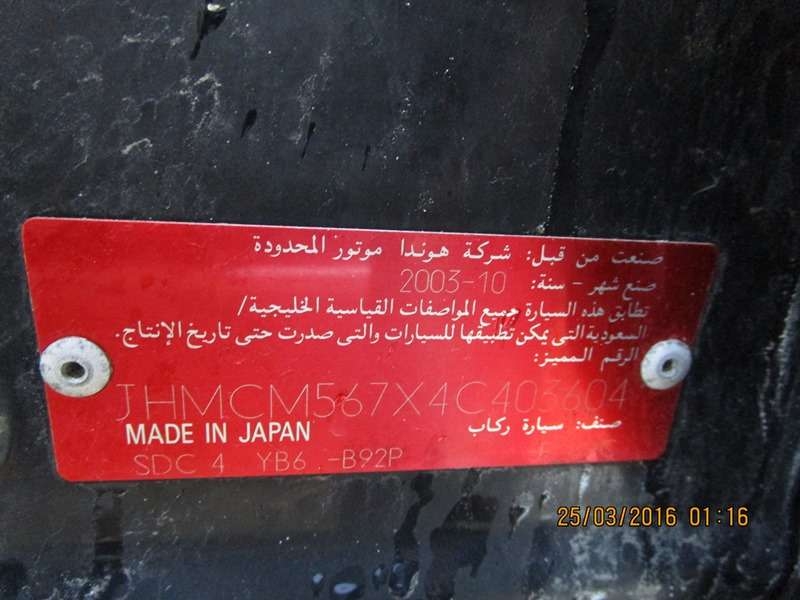 صنعت من قبل: شركة هوندا موتور المحدودة
صنع شهر - سنة: 10-2003
تطابق هذه السيارة جميع المواصفات القياسية الخليجية/
السعودية التي يمكن تطبيقها للسيارات والتي صدرت حتى تاريخ الإنتاج.
الرقم المميز:
JHMCM567X4C403604
صنف: سيارة ركاب
MADE IN JAPAN
SDC 4 YB6 -B92P
25/03/2016 01:16